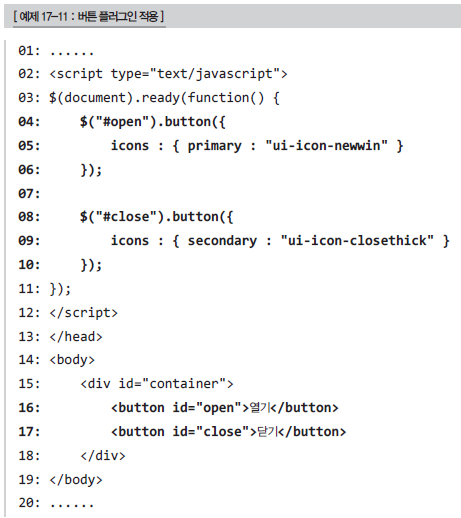 [ 예제 17-11 : 버튼 플러그인 적용 ]
01: ......
02: <script type="text/javascript">
03: $(document).ready(function() {
04:     $("#open").button({
05:         icons : { primary : "ui-icon-newwin" }
06:     });
07:
08:     $("#close").button({
09:         icons : { secondary : "ui-icon-closethick" }
10:     });
11: });
12: </script>
13: </head>
14: <body>
15:     <div id="container">
16:         <button id="open">열기</button>
17:         <button id="close">닫기</button>
18:     </div>
19: </body>
20: ......